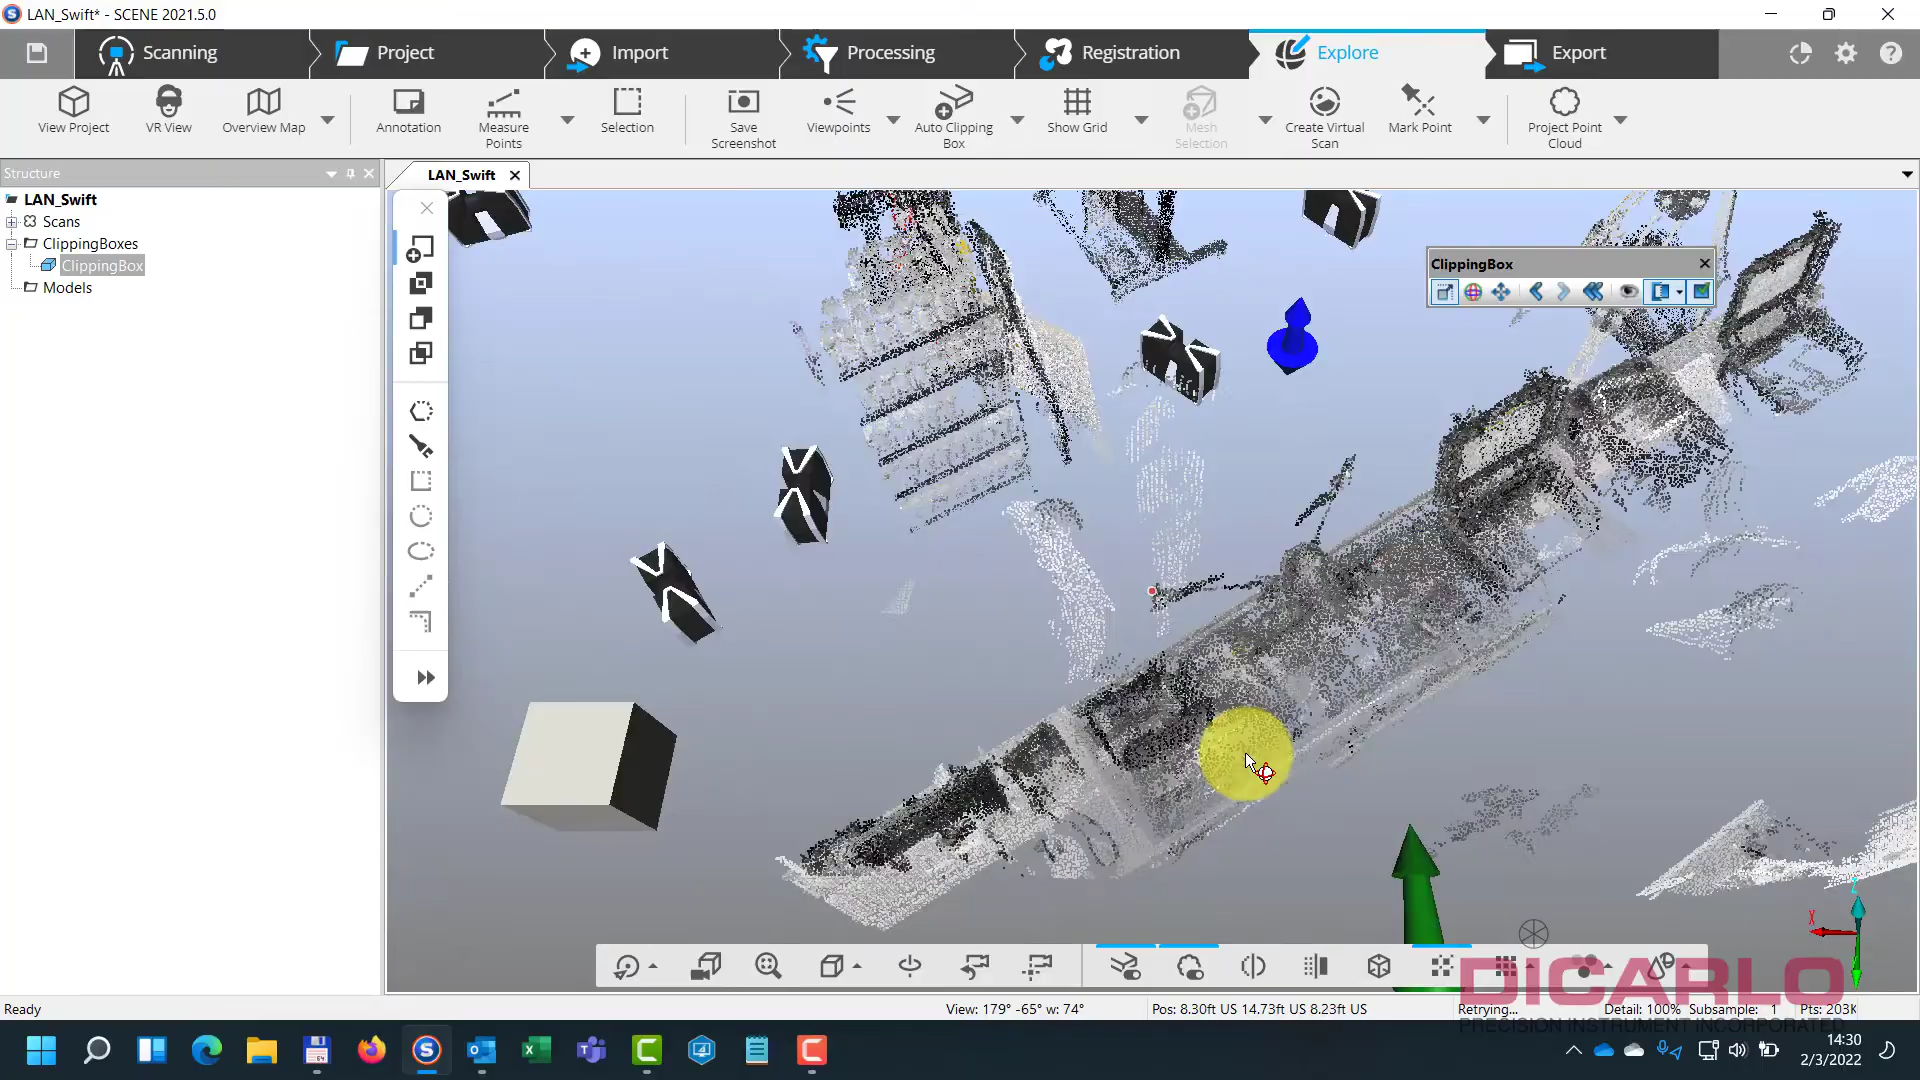 LAN_Swift* - SCENE 2021.5.0
Scanning
Project
Import
Processing
Registration
Explore
Export
View Project
VR View
Overview Map
Annotation
Measure Points
Selection
Save Screenshot
Viewpoints
Auto Clipping Box
Show Grid
Mesh Selection
Create Virtual Scan
Mark Point
Project Point Cloud
Structure
LAN_Swift
LAN_Swift
Scans
ClippingBoxes
ClippingBox
Models
ClippingBox
X
Z
DICARLO
PRECISION INSTRUMENT INCORPORATED
Ready
View: 179° -65° w: 74°
Pos: 8.30ft US 14.73ft US 8.23ft US
Retrying...
Detail: 100%
Subsample: 1
Pts: 203K
14:30
2/3/2022